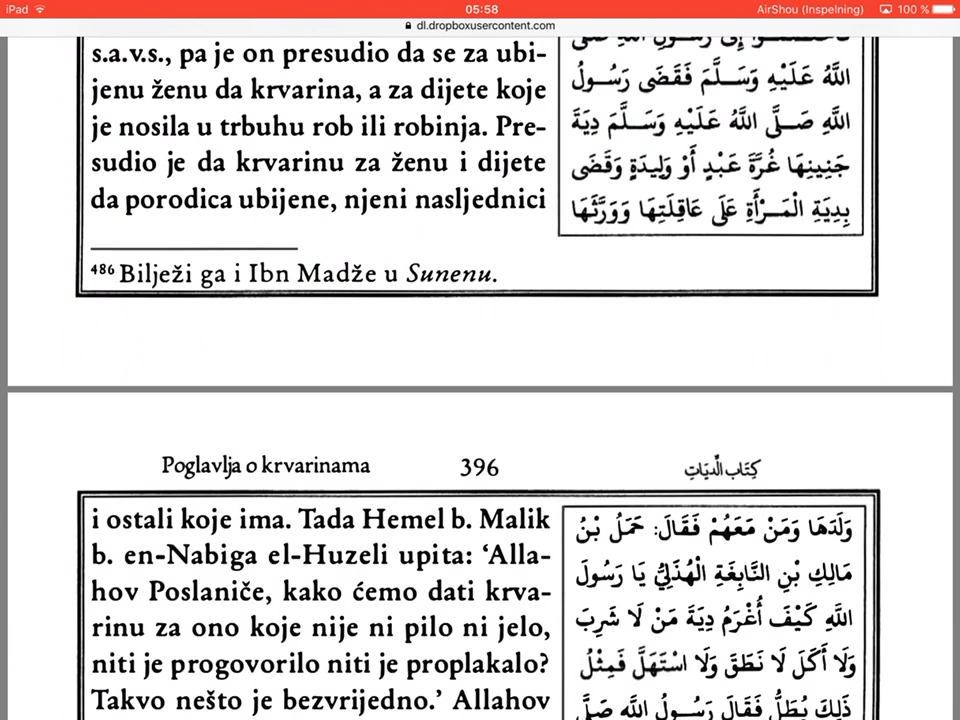 iPad 05:58 AirShou (Inspelning) 100 %
dl.dropboxusercontent.com
s.a.v.s., pa je on presudio da se za ubi-
jenu ženu da krvarina, a za dijete koje
je nosila u trbuhu rob ili robinja. Pre-
sudio je da krvarinu za ženu i dijete
da porodica ubijene, njeni nasljednici
اللَّهُ عَلَيْهِ وَسَلَّمَ فَقَضَى رَسُولُ
اللَّهِ صَلَّى اللَّهُ عَلَيْهِ وَسَلَّمَ دِيَةَ
جَنِينِهَا غُرَّةَ عَبْدٍ أَوْ وَلِيدَةٍ وَقَضَى
بِدِيَةِ الْمَرْأَةِ عَلَى عَاقِلَتِهَا وَوَرَّثَهَا
⁴⁸⁶ Bilježi ga i Ibn Madže u Sunenu.
Poglavlja o krvarinama 396 كِتَاب الدِّيَاتِ
i ostali koje ima. Tada Hemel b. Malik
b. en-Nabiga el-Huzeli upita: ‘Alla-
hov Poslaniče, kako ćemo dati krva-
rinu za ono koje nije ni pilo ni jelo,
niti je progovorilo niti je proplakalo?
Takvo nešto je bezvrijedno.’ Allahov
وَلَدَهَا وَمَنْ مَعَهُمْ فَقَالَ: حَمَلُ بْنُ
مَالِكِ بْنِ النَّابِغَةِ الْهُذَلِيُّ يَا رَسُولَ
اللَّهِ كَيْفَ أُغْرَمُ دِيَةَ مَنْ لَا شَرِبَ
وَلَا أَكَلَ لَا نَطَقَ وَلَا اسْتَهَلَّ فَمِثْلُ
ذَلِكَ يُطَلُّ فَقَالَ رَسُولُ اللَّهِ صَلَّى